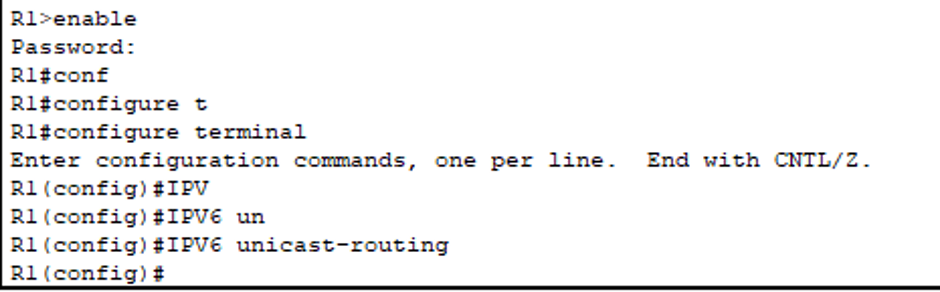 R1>enable
Password:
R1#conf
R1#configure t
R1#configure terminal
Enter configuration commands, one per line.  End with CNTL/Z.
R1(config)#IPV
R1(config)#IPV6 un
R1(config)#IPV6 unicast-routing
R1(config)#